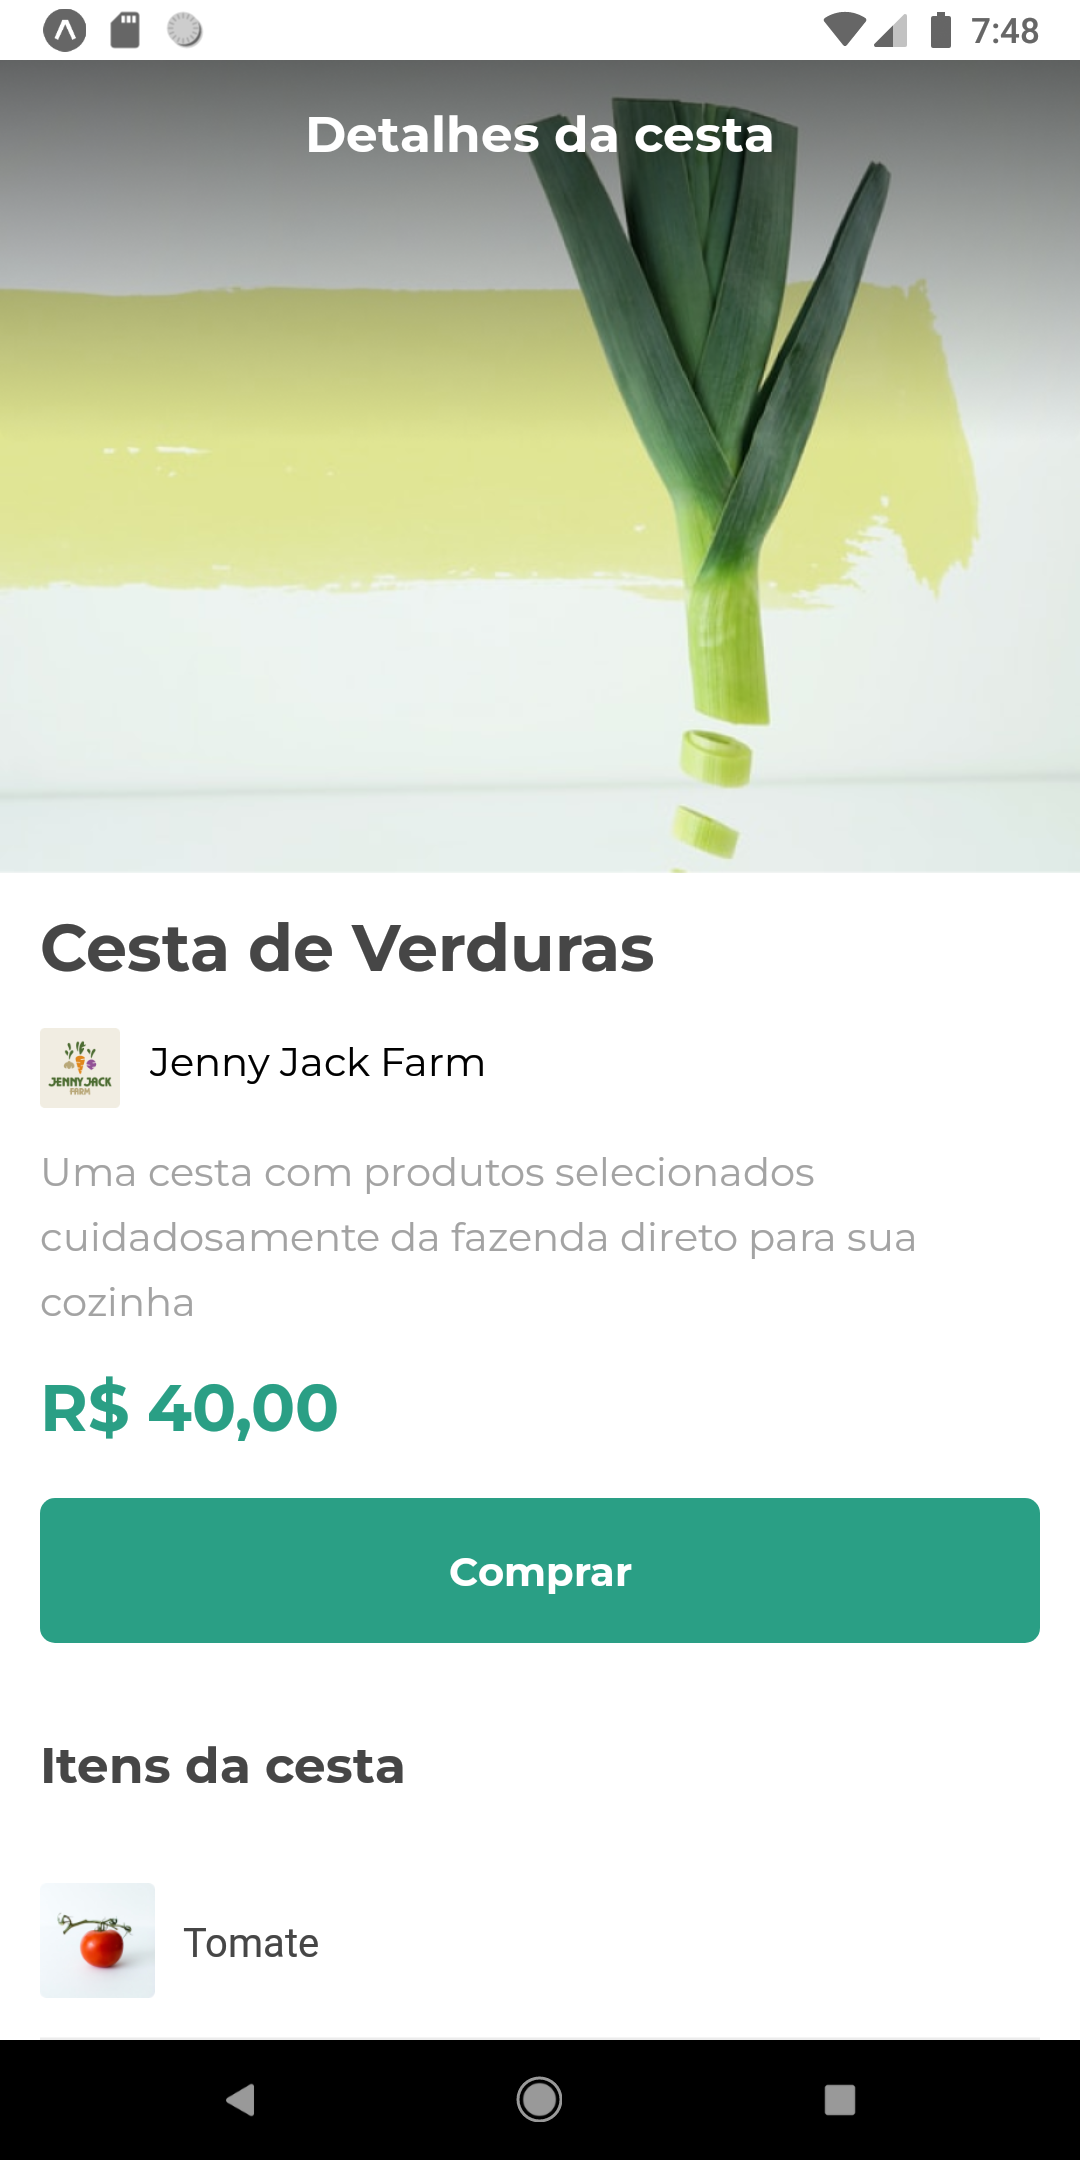 7:48
Detalhes da cesta
Cesta de Verduras
JENNY JACK
FARM
Jenny Jack Farm
Uma cesta com produtos selecionados
cuidadosamente da fazenda direto para sua
cozinha
R$ 40,00
Comprar
Itens da cesta
Tomate